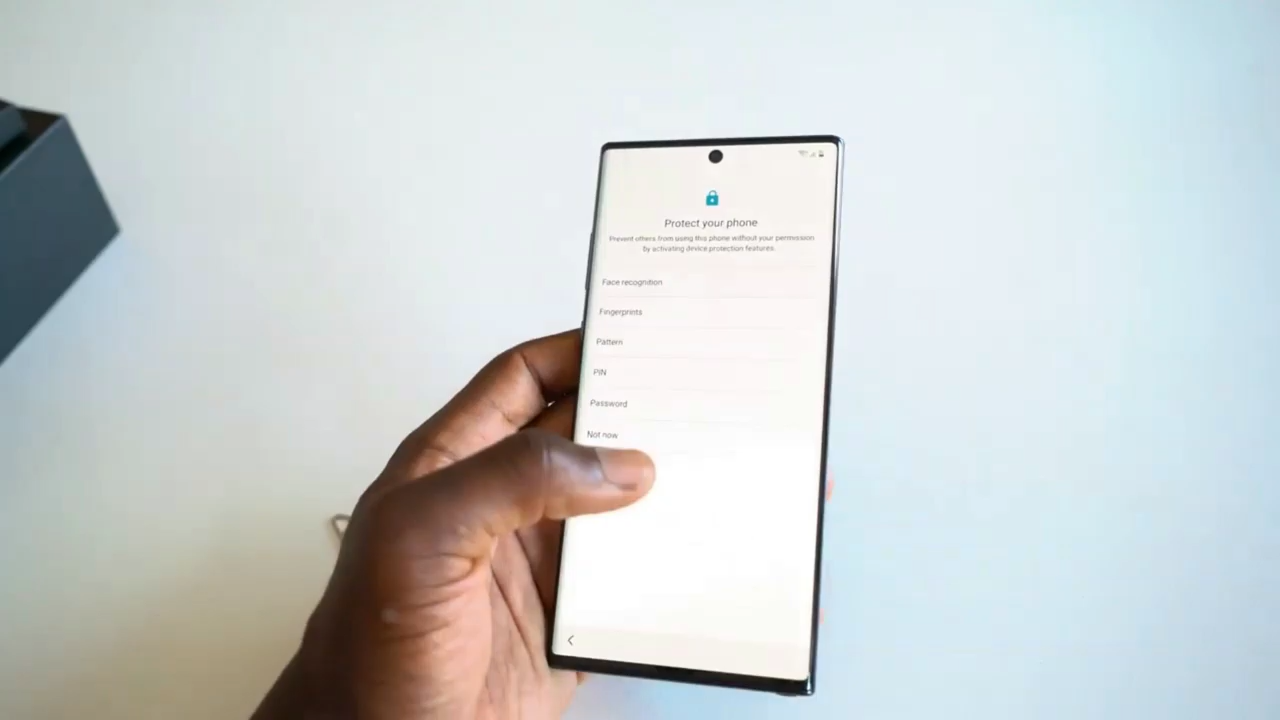 Protect your phone
Prevent others from using this phone without your permission
by activating device protection features.
Face recognition
Fingerprints
Pattern
PIN
Password
Not now